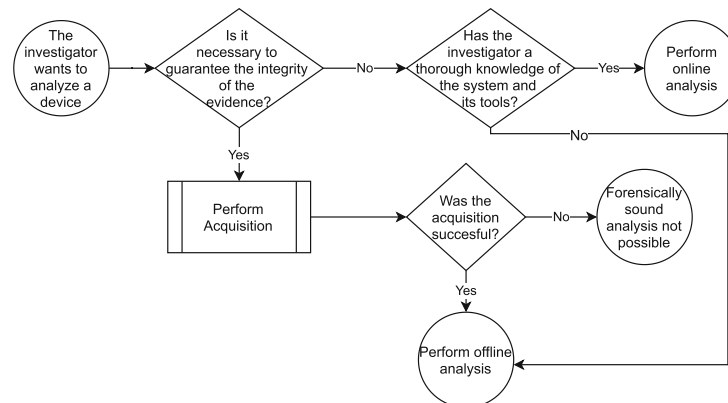 The
investigator
wants to
analyze a
device
Is it
necessary to
guarantee the integrity
of the
evidence?
No
Has the
investigator a
thorough knowledge of
the system and
its tools?
Yes
Perform
online
analysis
No
Yes
Perform
Acquisition
Was the
acquisition
succesful?
No
Forensically
sound
analysis not
possible
Yes
Perform offline
analysis